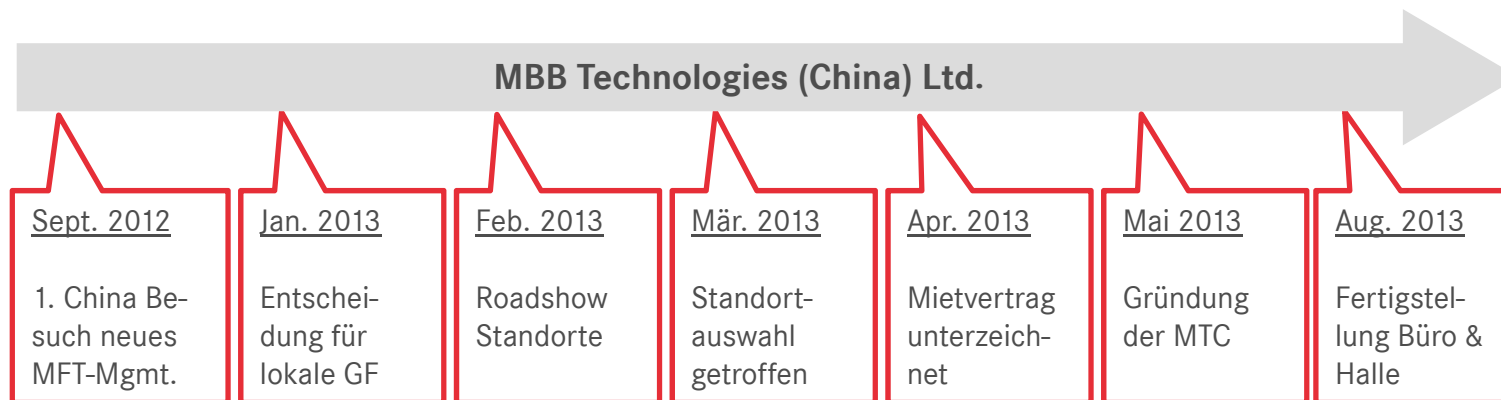 MBB Technologies (China) Ltd.
Sept. 2012
1. China Be-
such neues
MFT-Mgmt.
Jan. 2013
Entschei-
dung für
lokale GF
Feb. 2013
Roadshow
Standorte
Mär. 2013
Standort-
auswahl
getroffen
Apr. 2013
Mietvertrag
unterzeich-
net
Mai 2013
Gründung
der MTC
Aug. 2013
Fertigstel-
lung Büro &
Halle